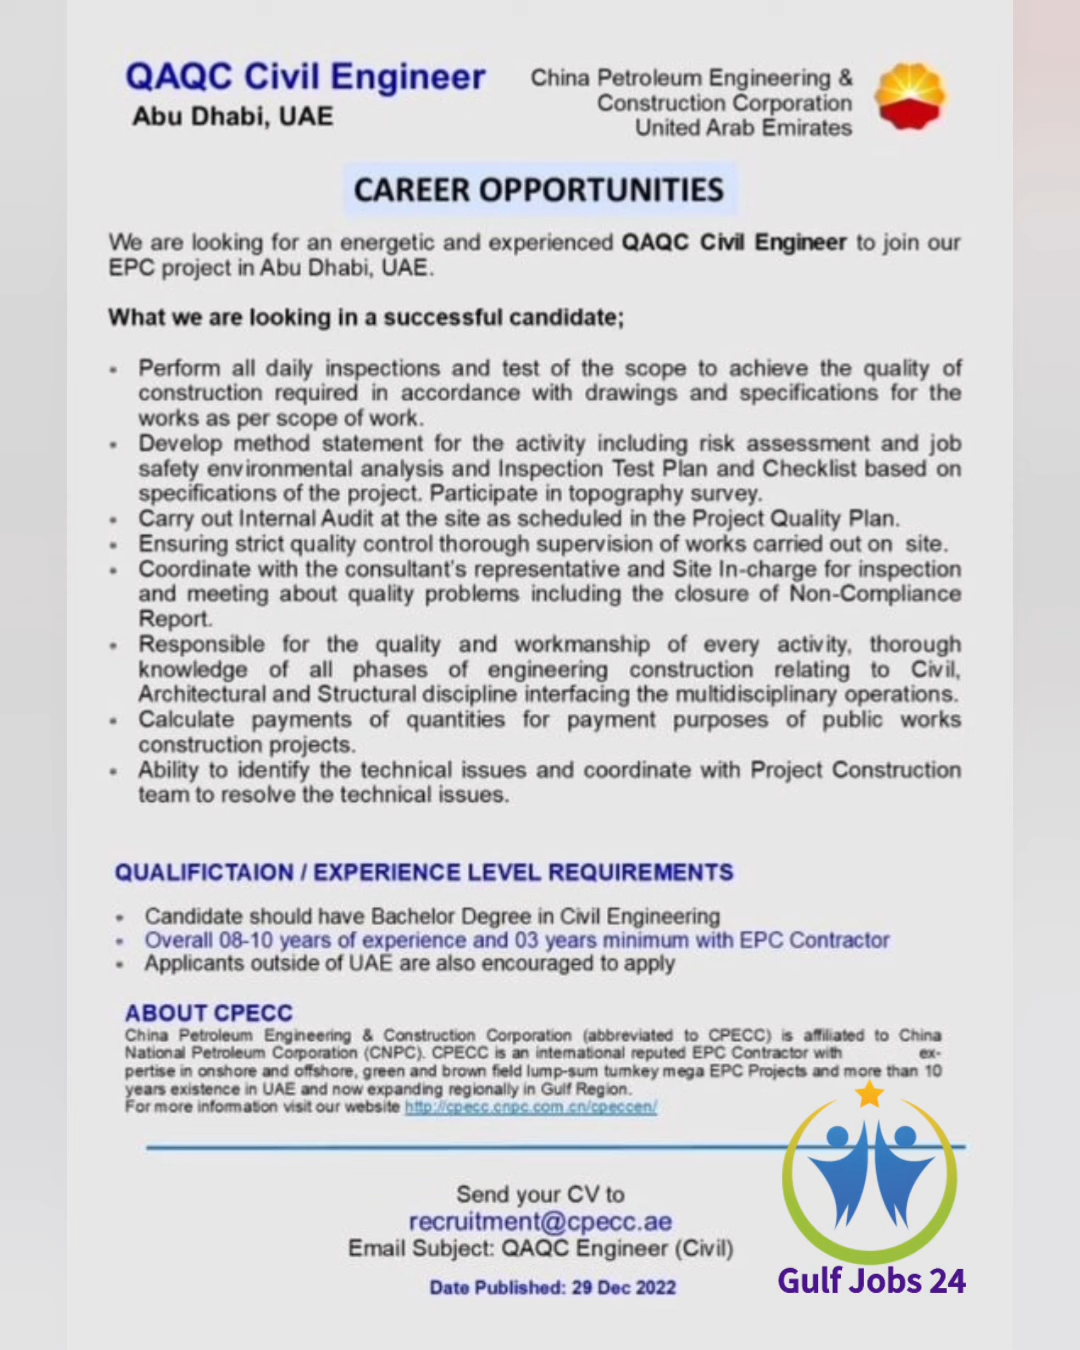 QAQC Civil Engineer
Abu Dhabi, UAE
China Petroleum Engineering &
Construction Corporation
United Arab Emirates
CAREER OPPORTUNITIES
We are looking for an energetic and experienced QAQC Civil Engineer to join our
EPC project in Abu Dhabi, UAE.
What we are looking in a successful candidate;
• Perform all daily inspections and test of the scope to achieve the quality of
construction required in accordance with drawings and specifications for the
works as per scope of work.
• Develop method statement for the activity including risk assessment and job
safety environmental analysis and Inspection Test Plan and Checklist based on
specifications of the project. Participate in topography survey.
• Carry out Internal Audit at the site as scheduled in the Project Quality Plan.
• Ensuring strict quality control thorough supervision of works carried out on site.
• Coordinate with the consultant's representative and Site In-charge for inspection
and meeting about quality problems including the closure of Non-Compliance
Report.
• Responsible for the quality and workmanship of every activity, thorough
knowledge of all phases of engineering construction relating to Civil,
Architectural and Structural discipline interfacing the multidisciplinary operations.
• Calculate payments of quantities for payment purposes of public works
construction projects.
• Ability to identify the technical issues and coordinate with Project Construction
team to resolve the technical issues.
QUALIFICTAION / EXPERIENCE LEVEL REQUIREMENTS
• Candidate should have Bachelor Degree in Civil Engineering
• Overall 08-10 years of experience and 03 years minimum with EPC Contractor
• Applicants outside of UAE are also encouraged to apply
ABOUT CPECC
China Petroleum Engineering & Construction Corporation (abbreviated to CPECC) is affiliated to China
National Petroleum Corporation (CNPC). CPECC is an international reputed EPC Contractor with ex-
pertise in onshore and offshore, green and brown field lump-sum turnkey mega EPC Projects and more than 10
years existence in UAE and now expanding regionally in Gulf Region.
For more information visit our website http://cpecc.cnpc.com.cn/cpeccen/
Send your CV to
recruitment@cpecc.ae
Email Subject: QAQC Engineer (Civil)
Date Published: 29 Dec 2022
Gulf Jobs 24